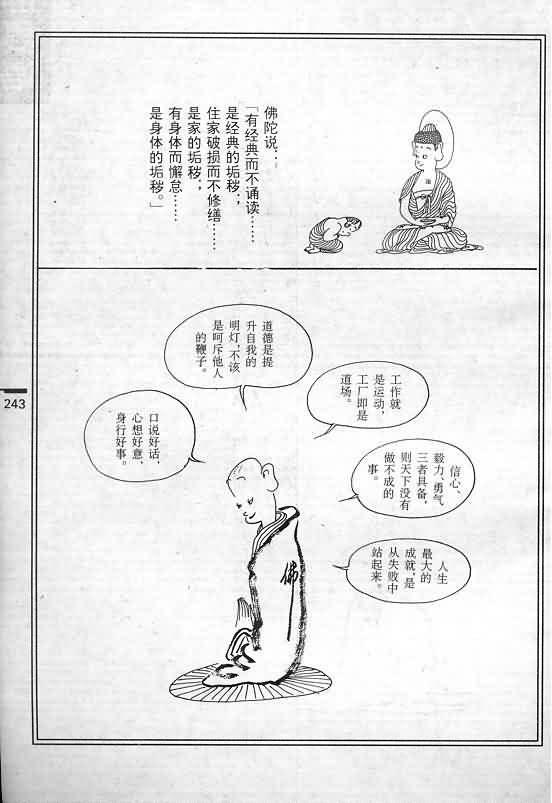 佛陀说：
「有经典而不诵读……
是经典的垢秽；
住家破损而不修缮……
是家的垢秽；
有身体而懈怠……
是身体的垢秽。」
道德是提
升自我的
明灯，不该
是呵斥他人
的鞭子。
工作就
是运动，
工厂即是
道场。
口说好话，
心想好意、
身行好事。
信心、
毅力、勇气
三者具备，
则天下没有
做不成的
事。
人生
最大的
成就，是
从失败中
站起来。
佛
243